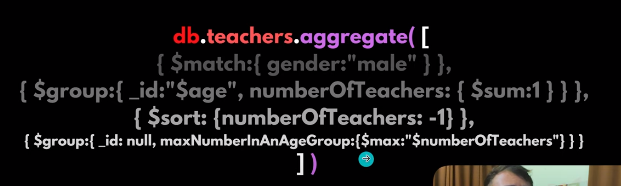 db.teachers.aggregate( [
{ $match:{ gender:"male" } },
{ $group:{ _id:"$age", numberOfTeachers: { $sum:1 } } },
{ $sort: {numberOfTeachers: -1} },
{ $group:{ _id: null, maxNumberInAnAgeGroup:{$max:"$numberOfTeachers"} } }
] )